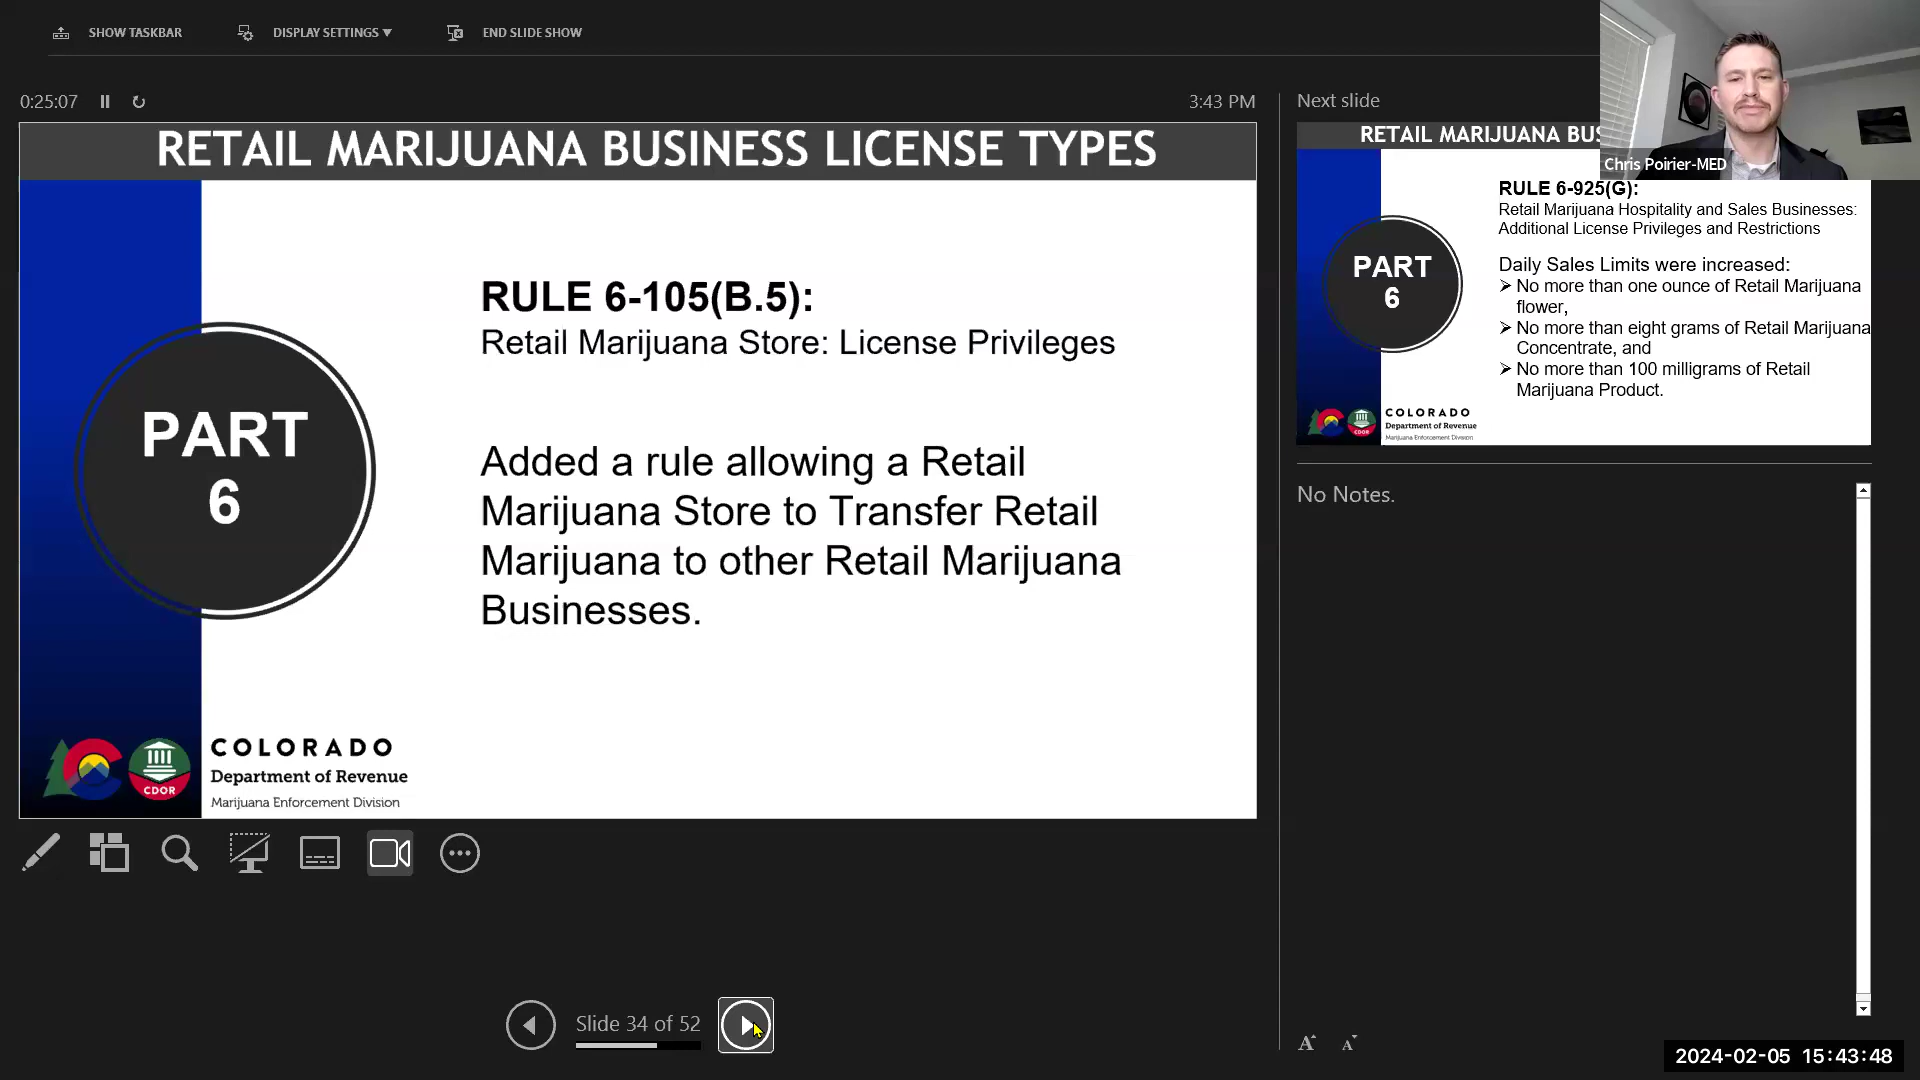 SHOW TASKBAR
DISPLAY SETTINGS ▼
END SLIDE SHOW
0:25:07
3:43 PM
RETAIL MARIJUANA BUSINESS LICENSE TYPES
PART
6
RULE 6-105(B.5):
Retail Marijuana Store: License Privileges
Added a rule allowing a Retail
Marijuana Store to Transfer Retail
Marijuana to other Retail Marijuana
Businesses.
CDOR
COLORADO
Department of Revenue
Marijuana Enforcement Division
Slide 34 of 52
Next slide
RETAIL MARIJUANA BUS
Chris Poirier-MED
PART
6
RULE 6-925(G):
Retail Marijuana Hospitality and Sales Businesses:
Additional License Privileges and Restrictions
Daily Sales Limits were increased:
➢ No more than one ounce of Retail Marijuana
flower,
➢ No more than eight grams of Retail Marijuana
Concentrate, and
➢ No more than 100 milligrams of Retail
Marijuana Product.
CDOR
COLORADO
Department of Revenue
Marijuana Enforcement Division
No Notes.
A A
2024-02-05 15:43:48